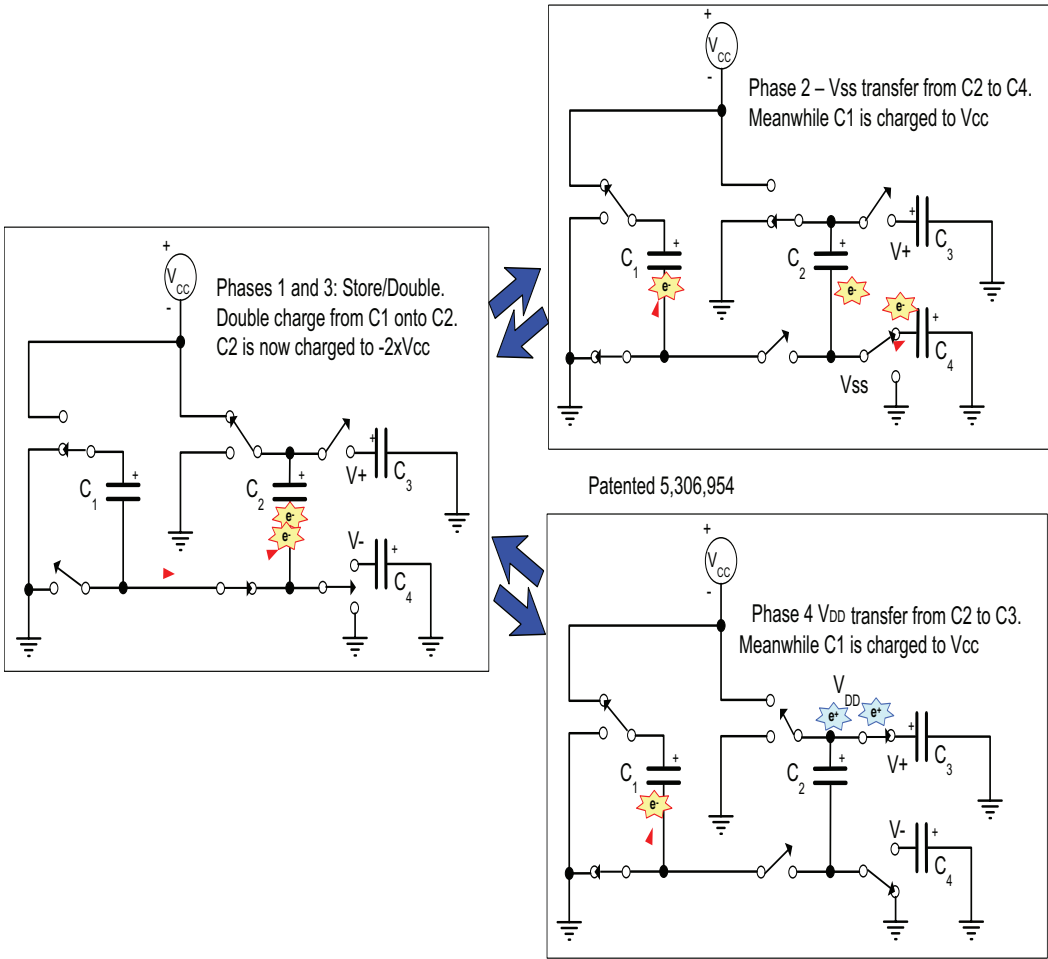 +
VCC
-
Phases 1 and 3: Store/Double.
Double charge from C1 onto C2.
C2 is now charged to -2xVcc
C1
+
C2
+
e-
e-
V+
+
C3
V-
+
C4
+
VCC
-
Phase 2 – Vss transfer from C2 to C4.
Meanwhile C1 is charged to Vcc
C1
+
e-
C2
+
e-
V+
+
C3
e-
+
C4
Vss
Patented 5,306,954
+
VCC
-
Phase 4 VDD transfer from C2 to C3.
Meanwhile C1 is charged to Vcc
VDD
e+
e+
C1
+
e-
C2
+
V+
+
C3
V-
+
C4